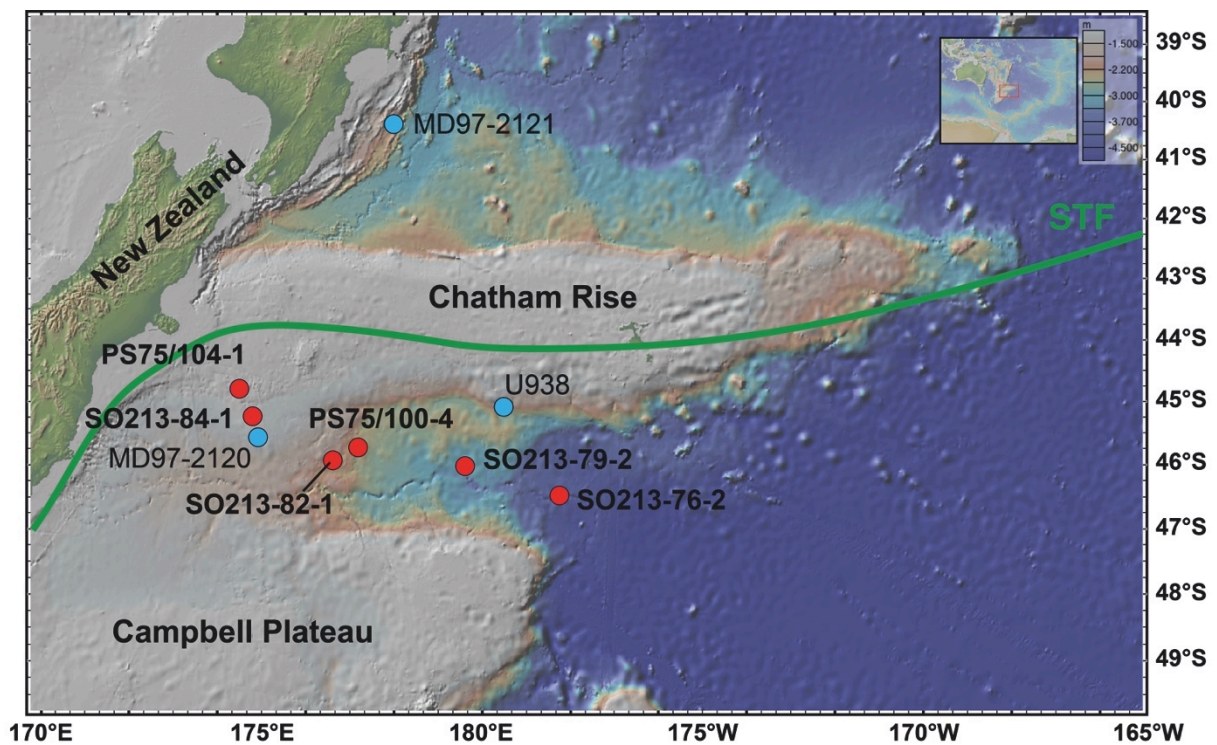 m
-1.500
-2.200
-3.000
-3.700
-4.500
39°S
40°S
41°S
42°S
43°S
44°S
45°S
46°S
47°S
48°S
49°S
MD97-2121
New Zealand
STF
Chatham Rise
PS75/104-1
U938
SO213-84-1
PS75/100-4
MD97-2120
SO213-79-2
SO213-82-1
SO213-76-2
Campbell Plateau
170°E
175°E
180°E
175°W
170°W
165°W